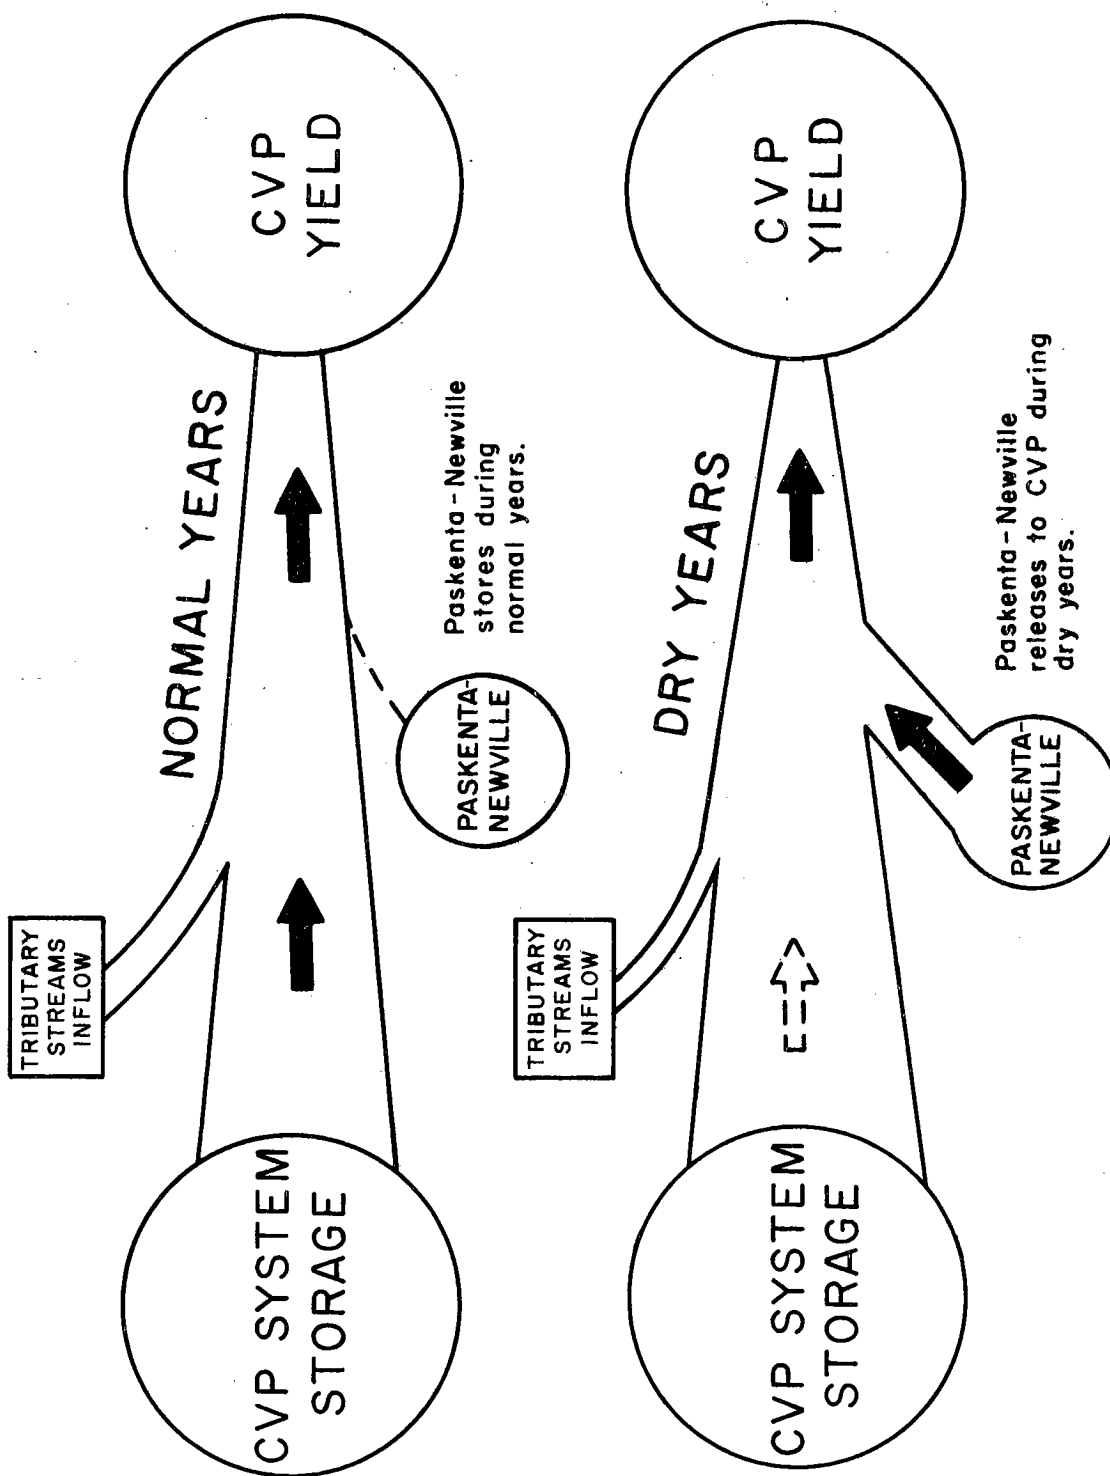 NORMAL YEARS
TRIBUTARY
STREAMS
INFLOW
CVP SYSTEM
STORAGE
CVP
YIELD
PASKENTA-
NEWVILLE
Paskenta-Newville
stores during
normal years.
DRY YEARS
TRIBUTARY
STREAMS
INFLOW
CVP SYSTEM
STORAGE
CVP
YIELD
PASKENTA-
NEWVILLE
Paskenta-Newville
releases to CVP during
dry years.